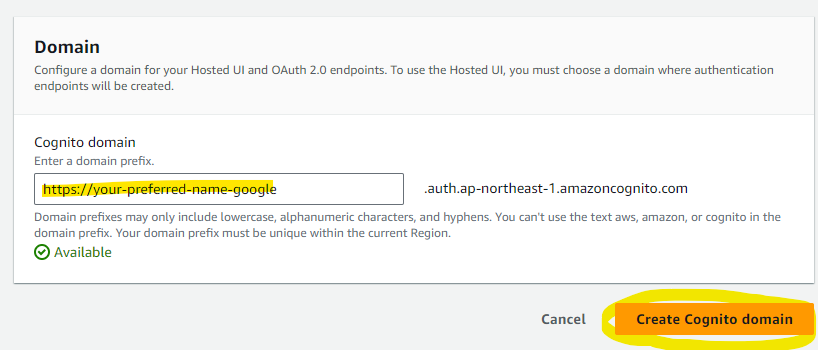 Domain
Configure a domain for your Hosted UI and OAuth 2.0 endpoints. To use the Hosted UI, you must choose a domain where authentication
endpoints will be created.
Cognito domain
Enter a domain prefix.
https://your-preferred-name-google .auth.ap-northeast-1.amazoncognito.com
Domain prefixes may only include lowercase, alphanumeric characters, and hyphens. You can't use the text aws, amazon, or cognito in the
domain prefix. Your domain prefix must be unique within the current Region.
Available
Cancel Create Cognito domain